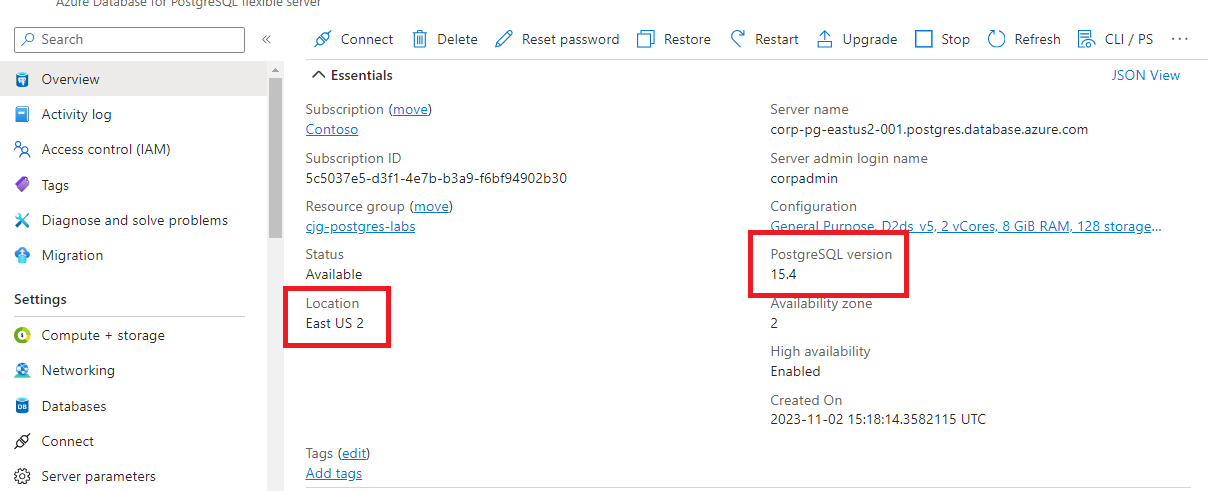 Azure Database for PostgreSQL flexible server
Search
Connect Delete Reset password Restore Restart Upgrade Stop Refresh CLI / PS ...
Overview
Activity log
Access control (IAM)
Tags
Diagnose and solve problems
Migration
Settings
Compute + storage
Networking
Databases
Connect
Server parameters
Essentials
JSON View
Subscription (move)
Contoso
Subscription ID
5c5037e5-d3f1-4e7b-b3a9-f6bf94902b30
Resource group (move)
cjg-postgres-labs
Status
Available
Location
East US 2
Server name
corp-pg-eastus2-001.postgres.database.azure.com
Server admin login name
corpadmin
Configuration
General Purpose, D2ds_v5, 2 vCores, 8 GiB RAM, 128 storage...
PostgreSQL version
15.4
Availability zone
2
High availability
Enabled
Created On
2023-11-02 15:18:14.3582115 UTC
Tags (edit)
Add tags